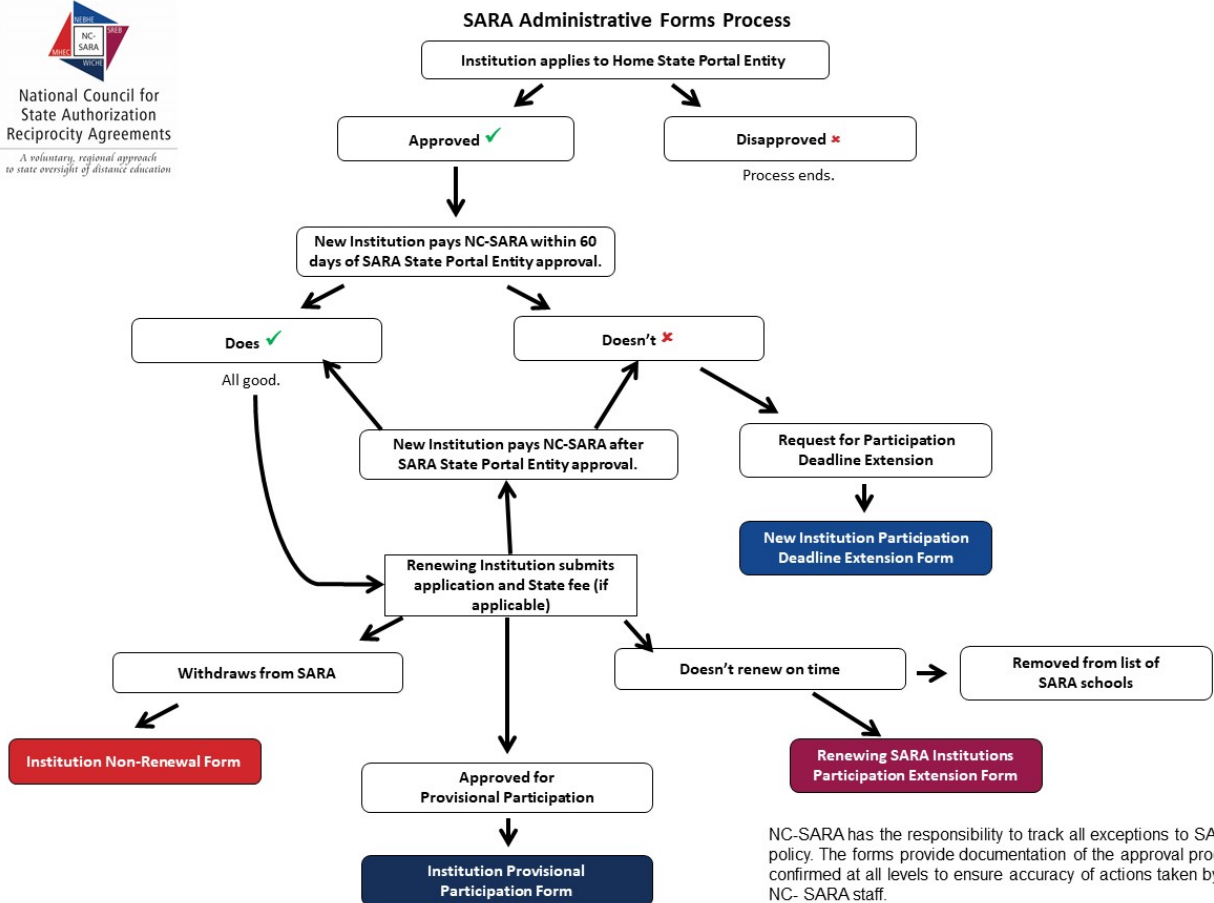 SARA Administrative Forms Process
NEBHE
SREB
NC-
SARA
MHEC
WICHE
National Council for
State Authorization
Reciprocity Agreements
A voluntary, regional approach
to state oversight of distance education
Institution applies to Home State Portal Entity
Approved
Disapproved
Process ends.
New Institution pays NC-SARA within 60
days of SARA State Portal Entity approval.
Does
Doesn't
All good.
New Institution pays NC-SARA after
SARA State Portal Entity approval.
Request for Participation
Deadline Extension
New Institution Participation
Deadline Extension Form
Renewing Institution submits
application and State fee (if
applicable)
Withdraws from SARA
Doesn't renew on time
Removed from list of
SARA schools
Institution Non-Renewal Form
Renewing SARA Institutions
Participation Extension Form
Approved for
Provisional Participation
Institution Provisional
Participation Form
NC-SARA has the responsibility to track all exceptions to
policy. The forms provide documentation of the approval
confirmed at all levels to ensure accuracy of actions taken by
NC- SARA staff.